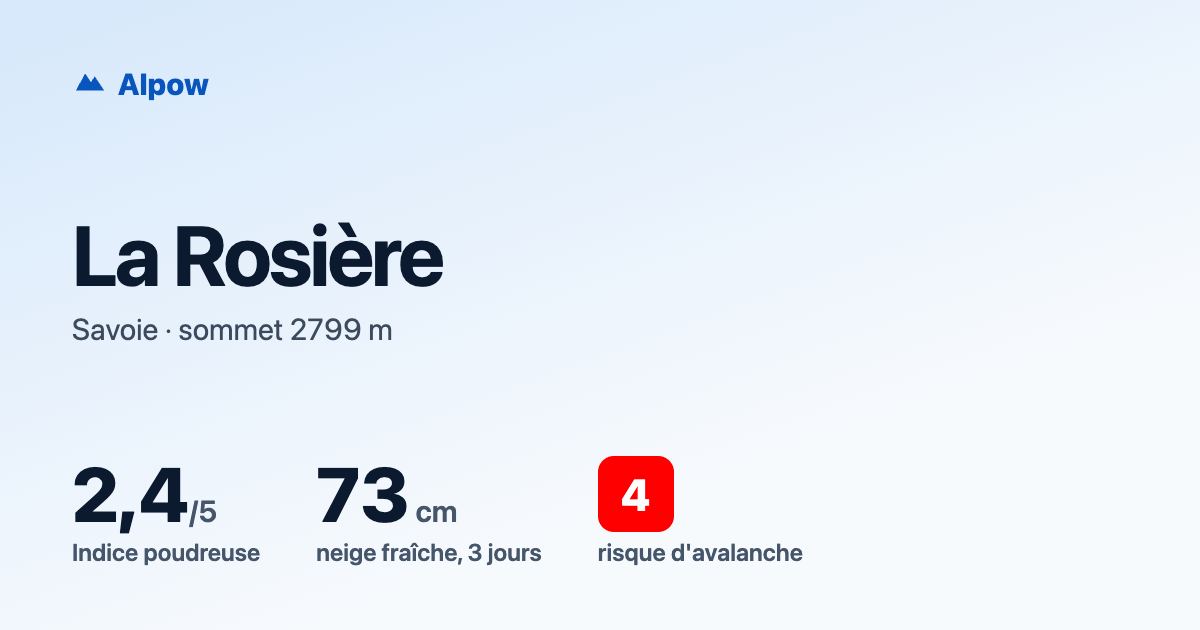 Alpow
La Rosière
Savoie · sommet 2799 m
2,4/5
Indice poudreuse
73 cm
neige fraîche, 3 jours
4
risque d'avalanche